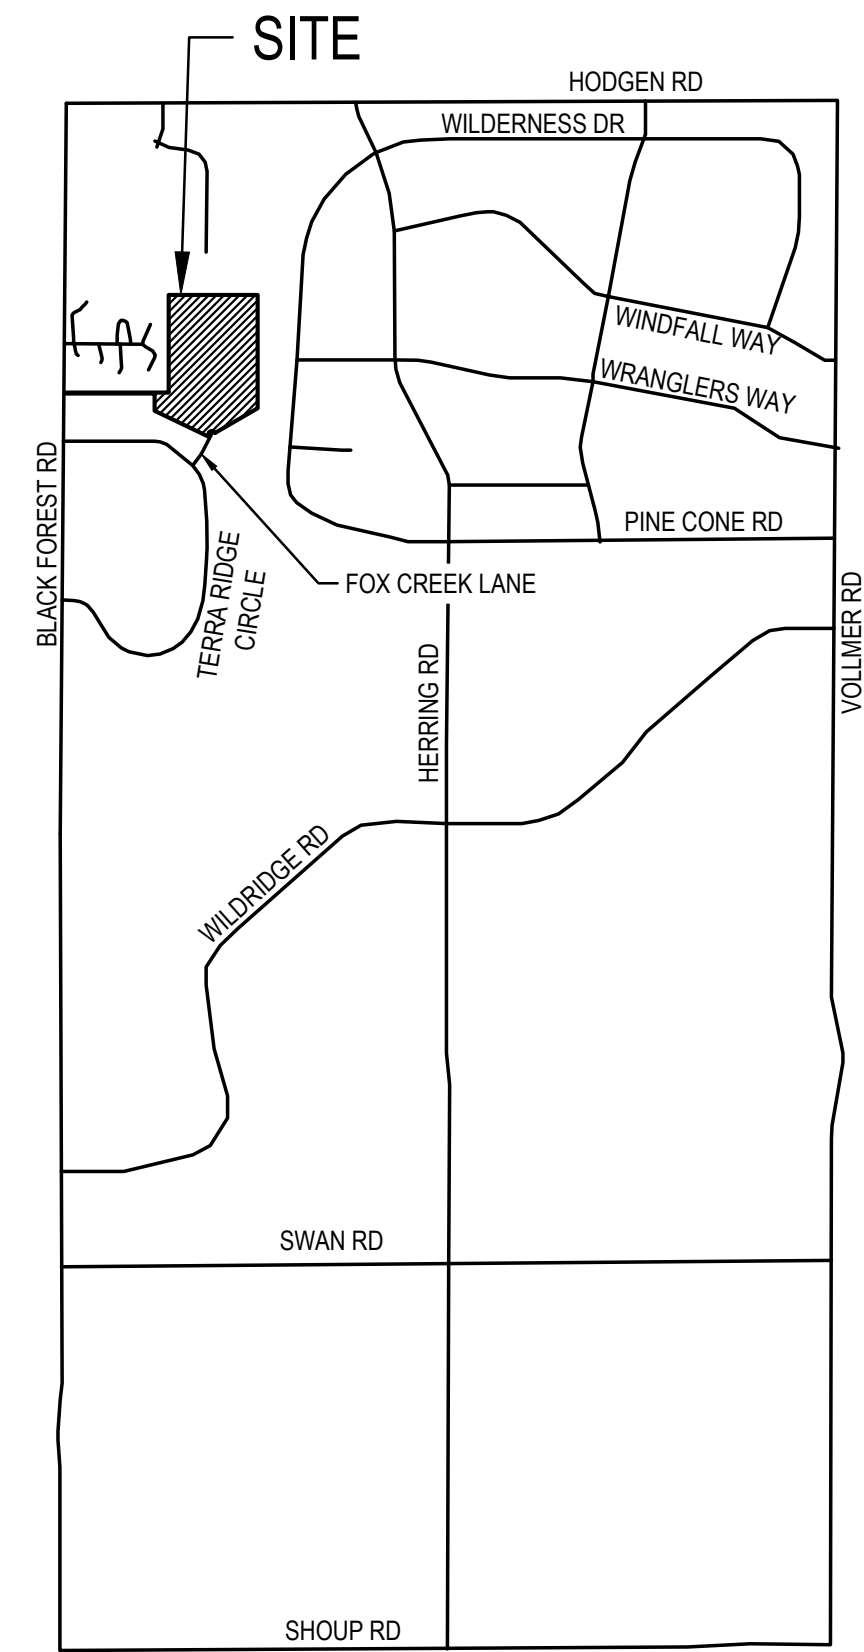 SITE
HODGEN RD
WILDERNESS DR
WINDFALL WAY
WRANGLERS WAY
BLACK FOREST RD
PINE CONE RD
TERRA RIDGE
CIRCLE
FOX CREEK LANE
VOLLMER RD
HERRING RD
WILDRIDGE RD
SWAN RD
SHOUP RD